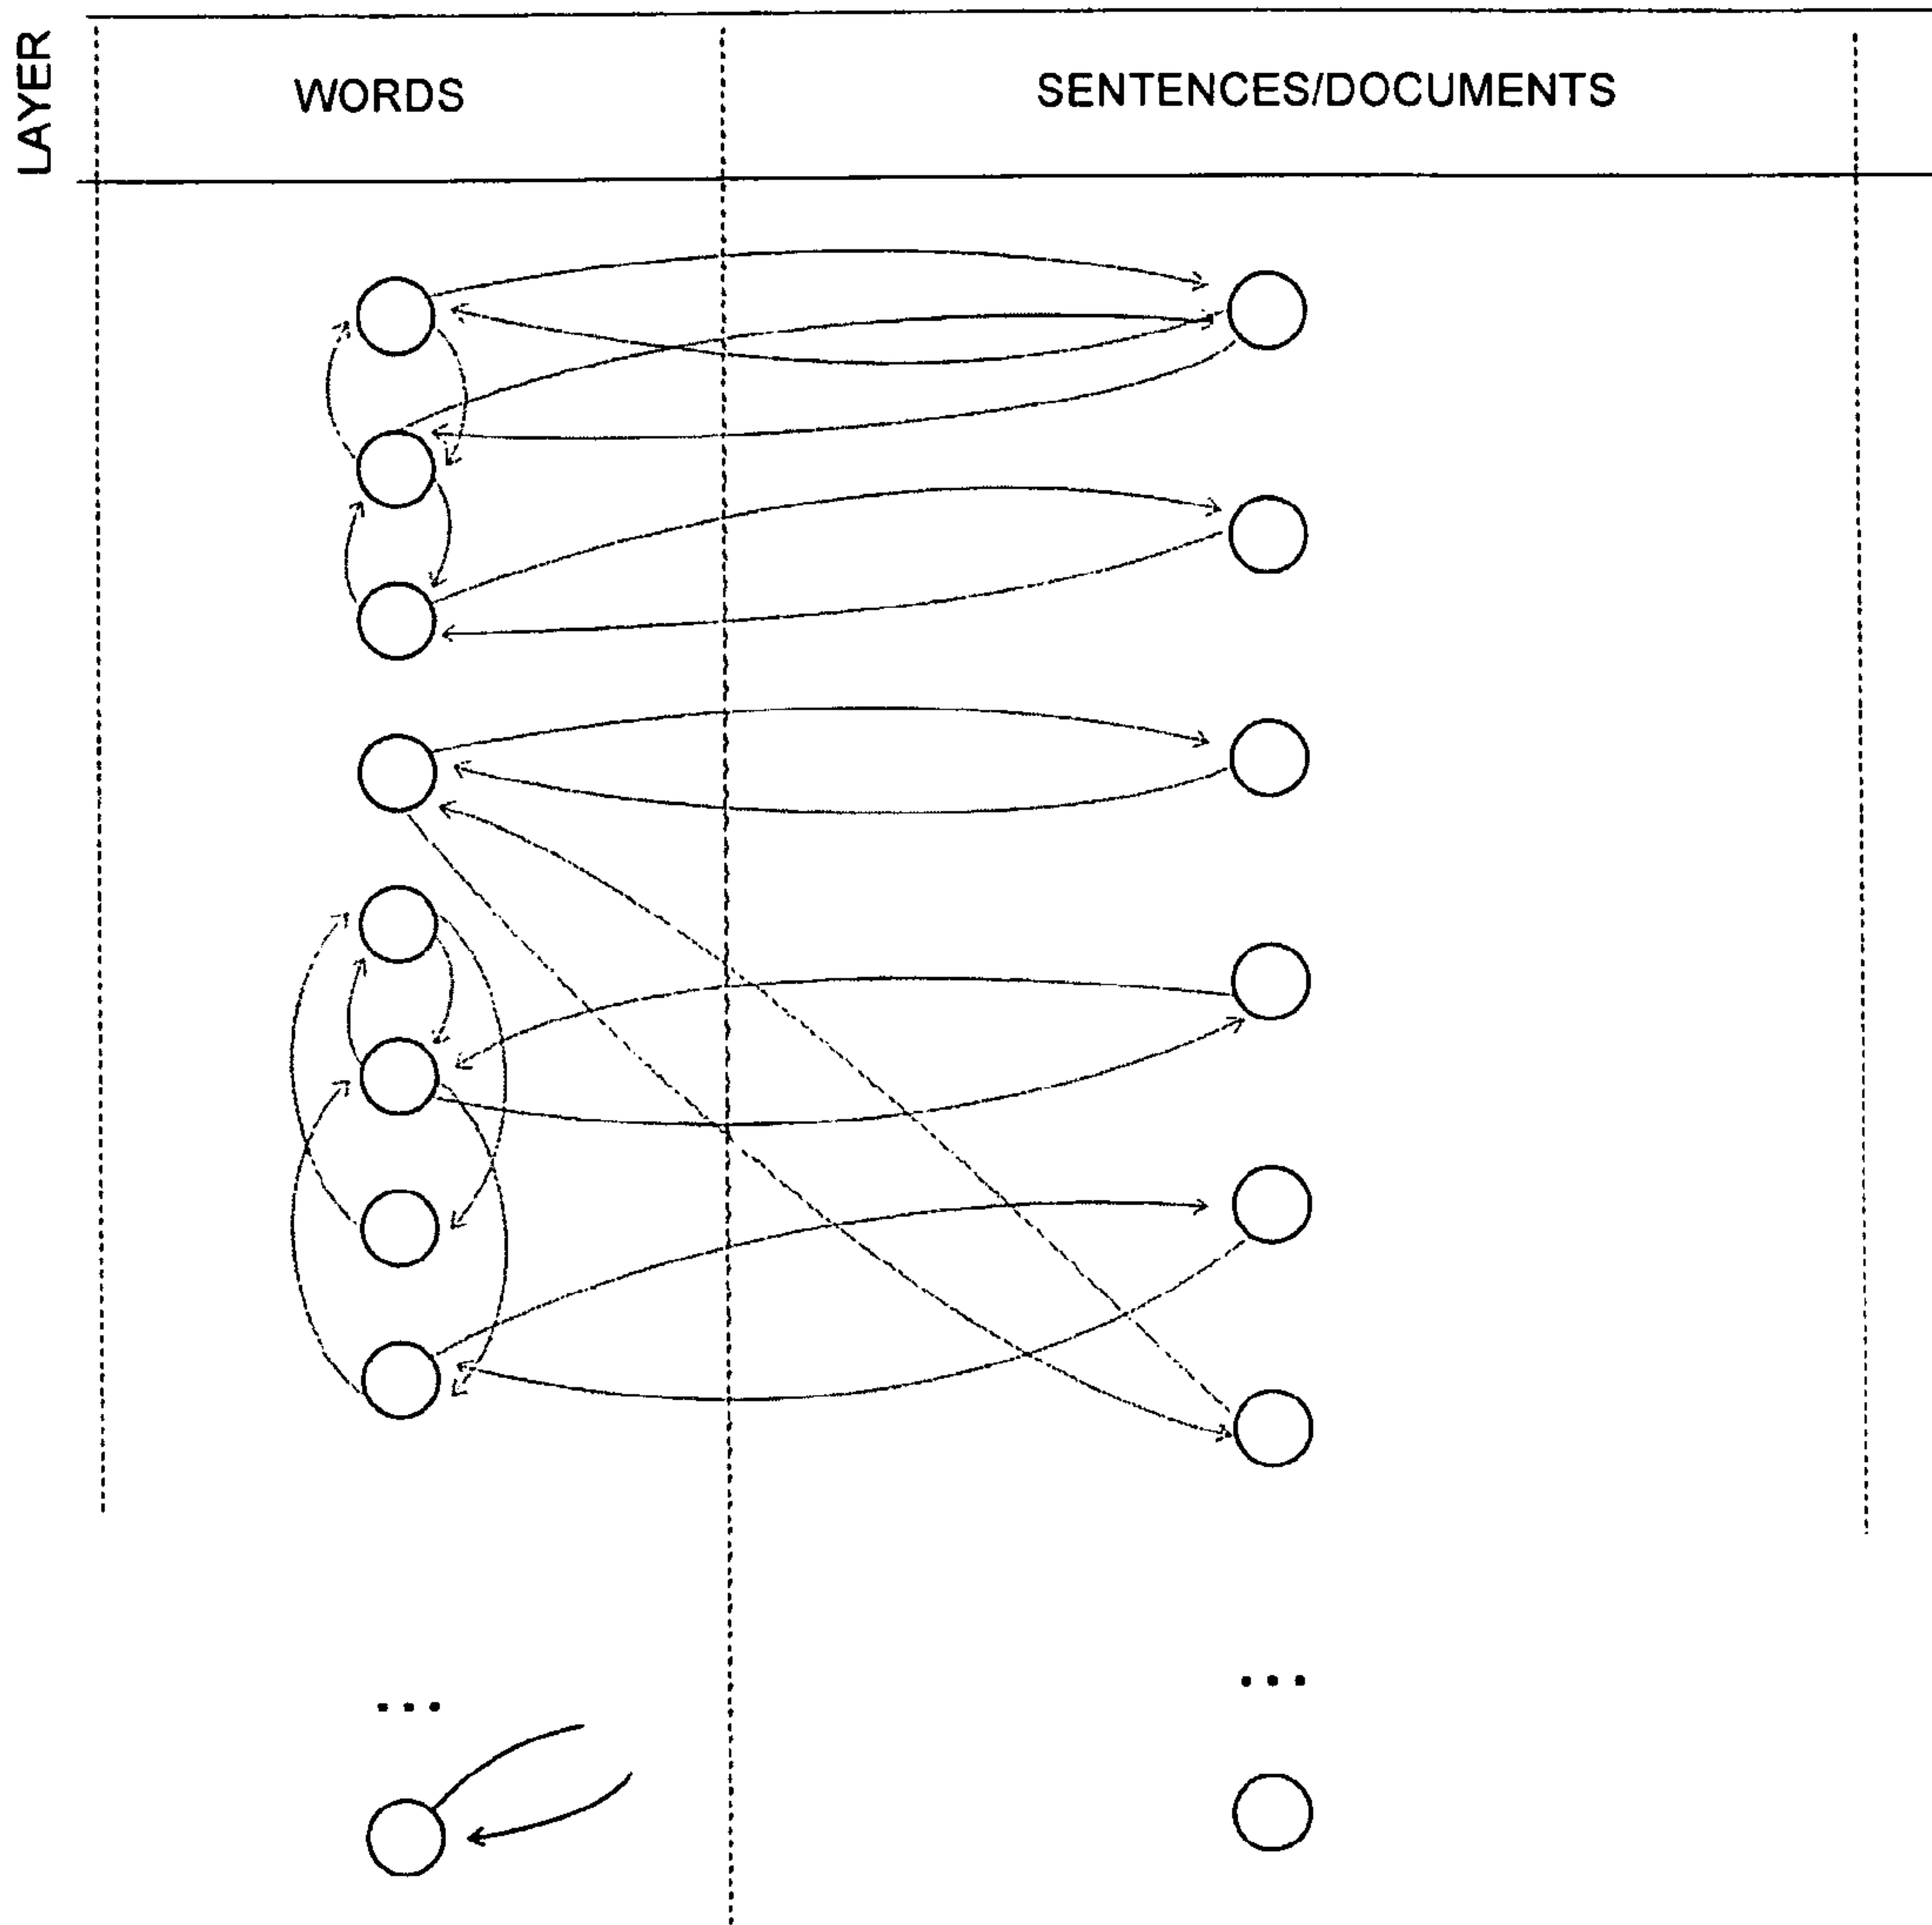 LAYER
WORDS
SENTENCES/DOCUMENTS
...
...